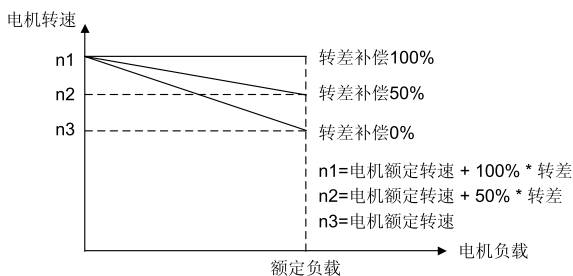 电机转速
n1
转差补偿100%
n2
转差补偿50%
n3
转差补偿0%
n1=电机额定转速 + 100% * 转差
n2=电机额定转速 + 50% * 转差
n3=电机额定转速
电机负载
额定负载